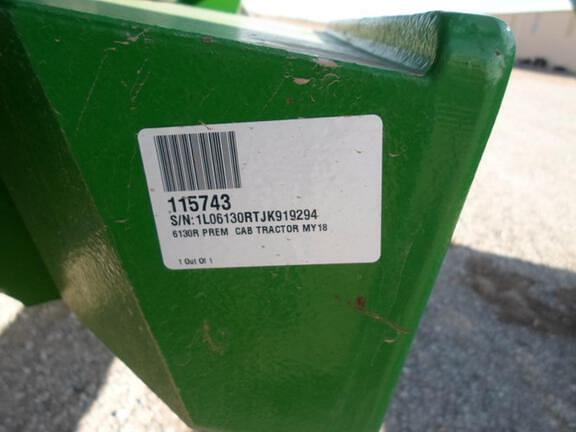 115743
S/N:1L06130RTJK919294
6130R PREM CAB TRACTOR MY18
1 Out Of 1